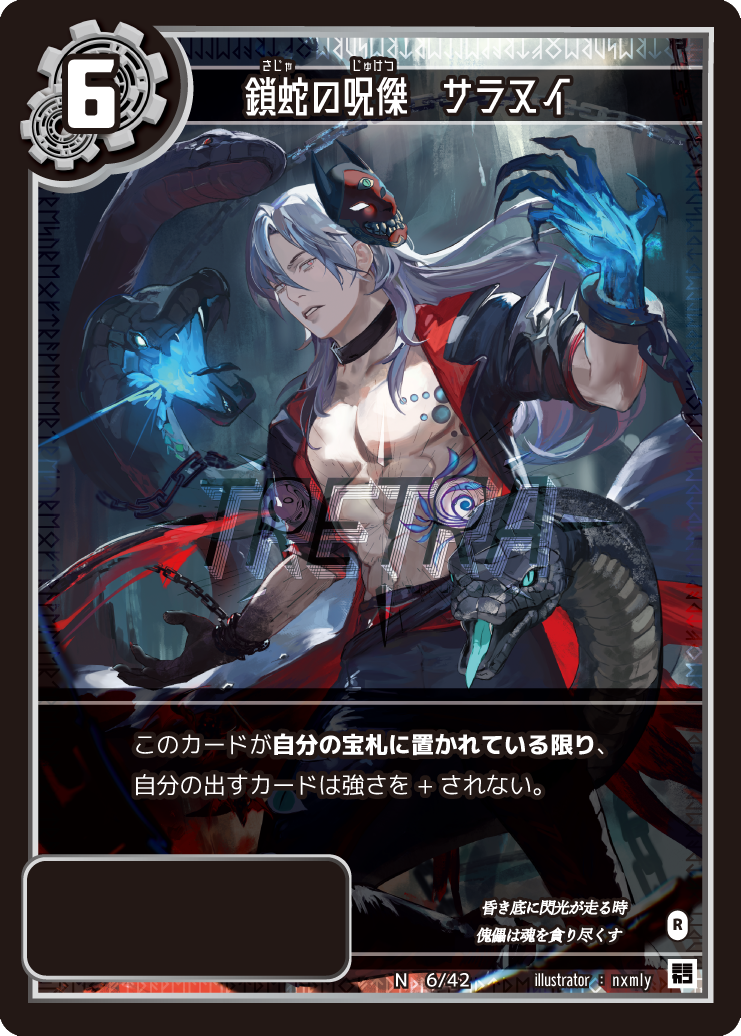 6
鎖蛇の呪傑 サラヌイ
さじゃ じゅけつ
TRETRA
このカードが自分の宝札に置かれている限り、
自分の出すカードは強さを + されない。
昏き底に閃光が走る時
傀儡は魂を貪り尽くす
R
N 6/42 illustrator : nxmly